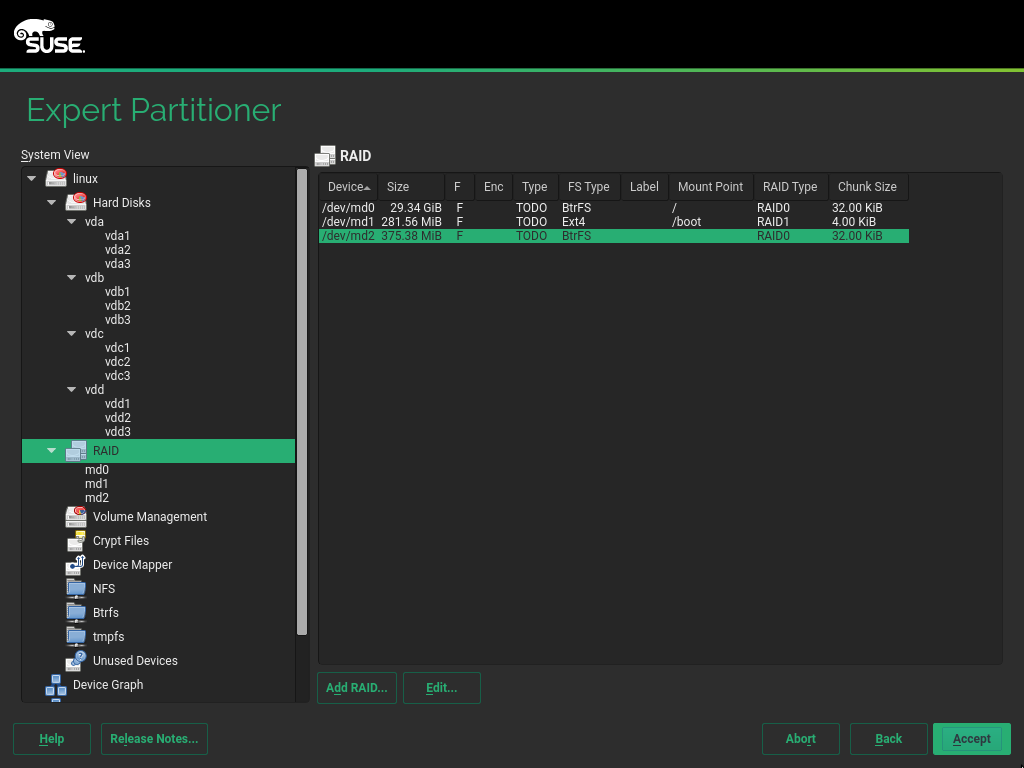 SUSE.
Expert Partitioner
System View
linux
Hard Disks
vda
vda1
vda2
vda3
vdb
vdb1
vdb2
vdb3
vdc
vdc1
vdc2
vdc3
vdd
vdd1
vdd2
vdd3
RAID
md0
md1
md2
Volume Management
Crypt Files
Device Mapper
NFS
Btrfs
tmpfs
Unused Devices
Device Graph
RAID
Device Size F Enc Type FS Type Label Mount Point RAID Type Chunk Size
/dev/md0 29.34 GiB F TODO BtrFS / RAID0 32.00 KiB
/dev/md1 281.56 MiB F TODO Ext4 /boot RAID1 4.00 KiB
/dev/md2 375.38 MiB F TODO BtrFS RAID0 32.00 KiB
Add RAID... Edit...
Help Release Notes... Abort Back Accept